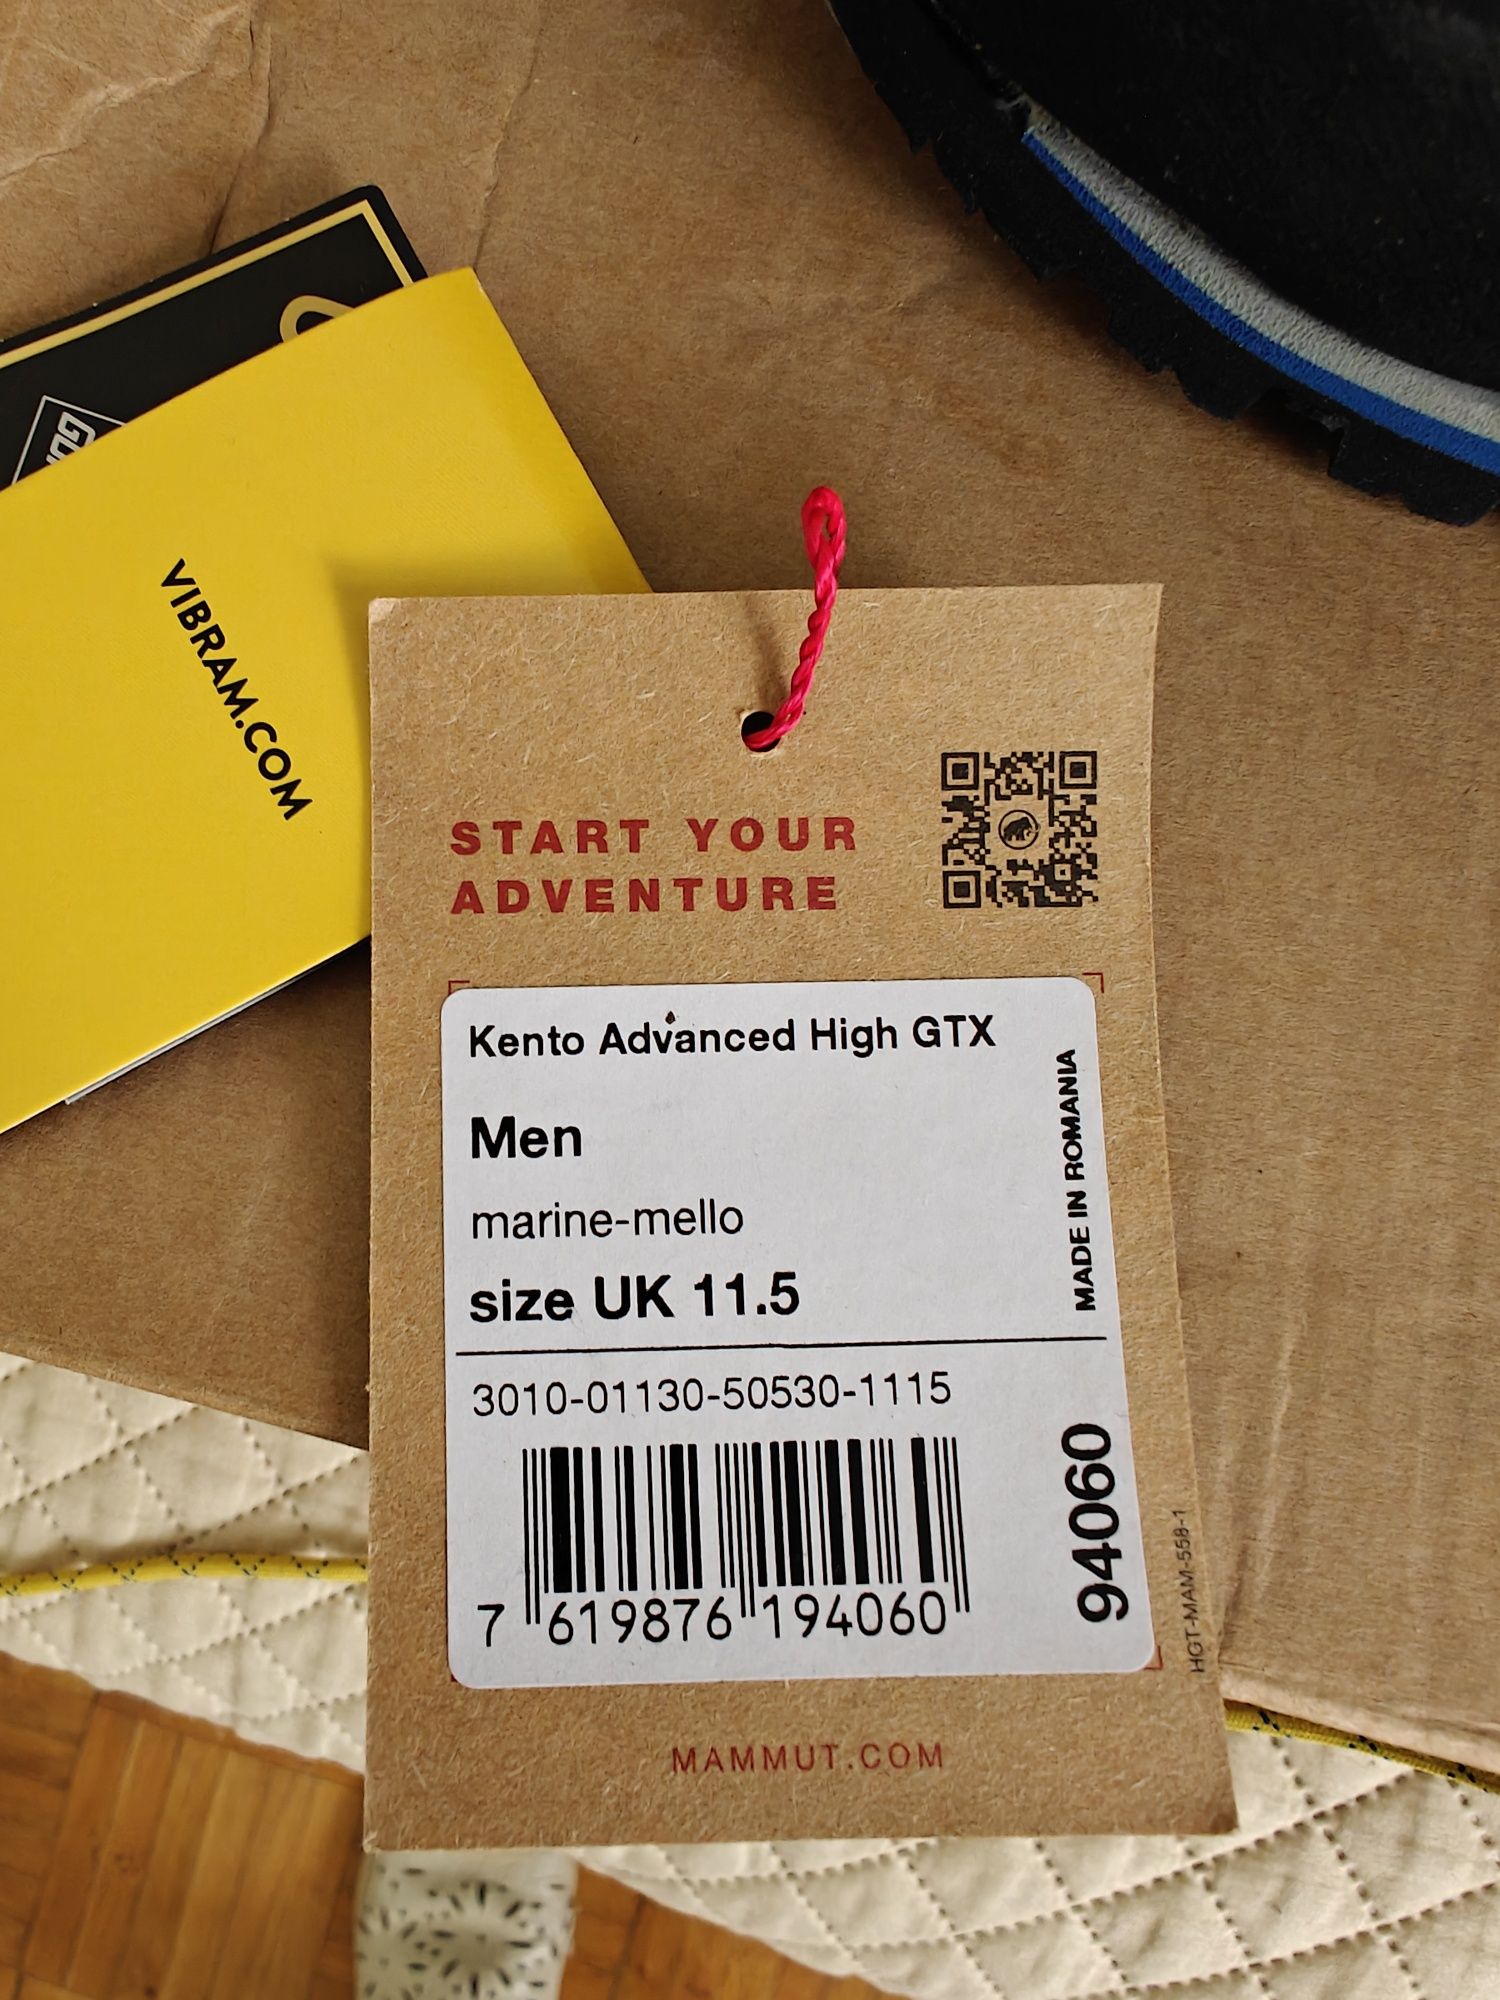 VIBRAM.COM
START YOUR
ADVENTURE
Kento Advanced High GTX
Men
marine-mello
size UK 11.5
MADE IN ROMANIA
3010-01130-50530-1115
7 619876 194060
94060
HGT-MAM-558-1
MAMMUT.COM